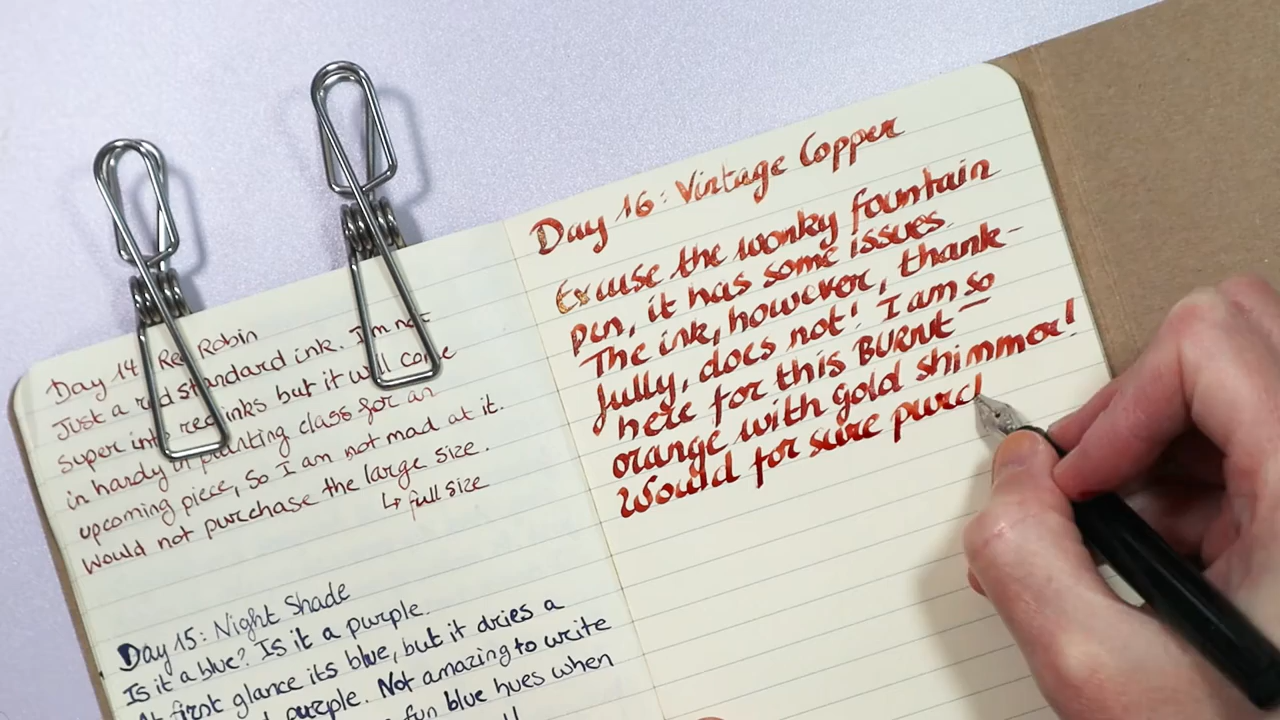 Day 14: Red Robin
Just a red standard ink. I'm not
super into red inks but it will come
in handy in painting class for an
upcoming piece, so I am not mad at it.
Would not purchase the large size.
↳ full size
Day 15: Night Shade
Is it a blue? Is it a purple.
At first glance its blue, but it dries a
purple. Not amazing to write
fun blue hues when
Day 16: Vintage Copper
Excuse the wonky fountain
pen, it has some issues.
The ink, however, thank-
fully, does not! I am so
here for this BURNT
orange with gold shimmer!
Would for sure purc